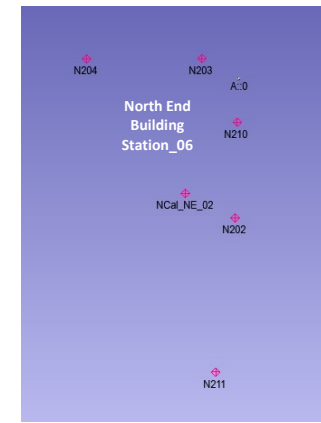 N204
N203
A::0
North End
Building
Station_06
N210
NCal_NE_02
N202
N211